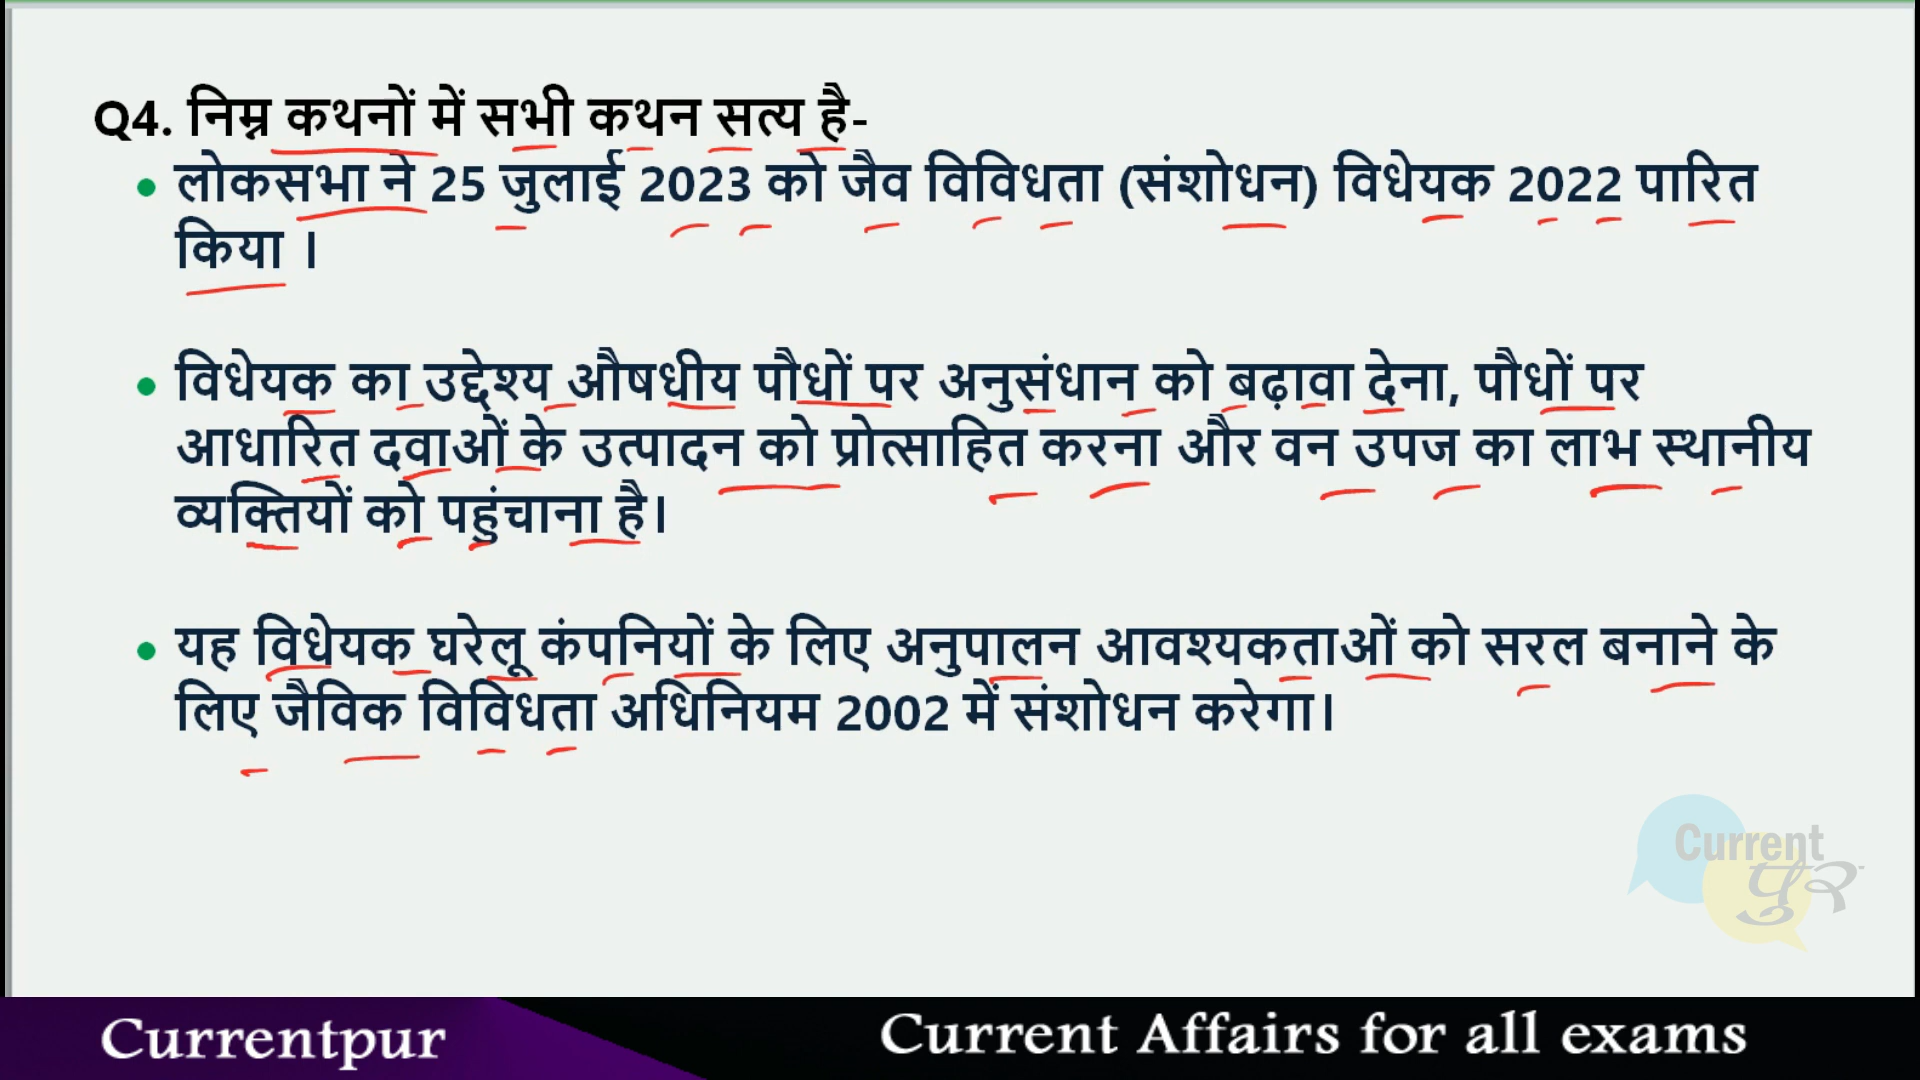 Q4. निम्न कथनों में सभी कथन सत्य है-
• लोकसभा ने 25 जुलाई 2023 को जैव विविधता (संशोधन) विधेयक 2022 पारित
किया ।
• विधेयक का उद्देश्य औषधीय पौधों पर अनुसंधान को बढ़ावा देना, पौधों पर
आधारित दवाओं के उत्पादन को प्रोत्साहित करना और वन उपज का लाभ स्थानीय
व्यक्तियों को पहुंचाना है।
• यह विधेयक घरेलू कंपनियों के लिए अनुपालन आवश्यकताओं को सरल बनाने के
लिए जैविक विविधता अधिनियम 2002 में संशोधन करेगा।
Current
पुर
Currentpur
Current Affairs for all exams